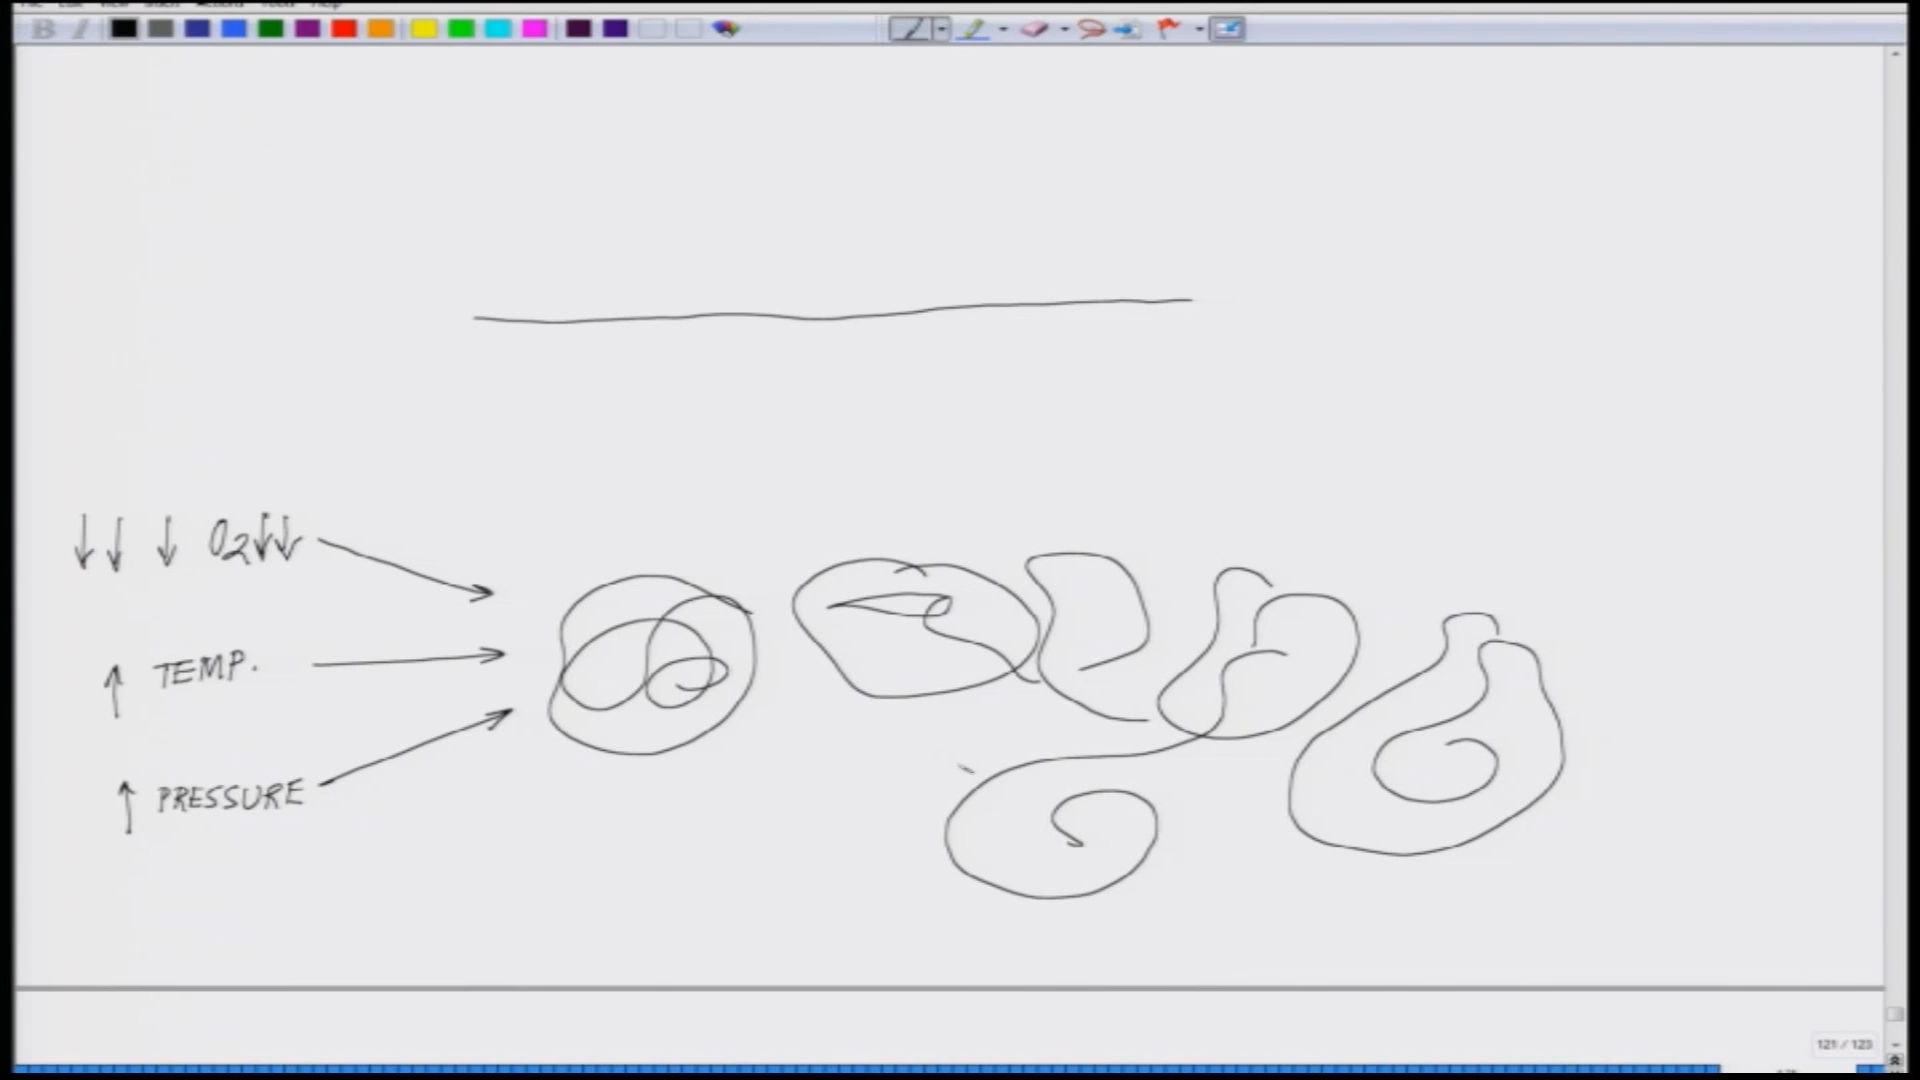 B I
↓↓ ↓ O2↓↓
↑ TEMP.
↑ PRESSURE
121 / 123